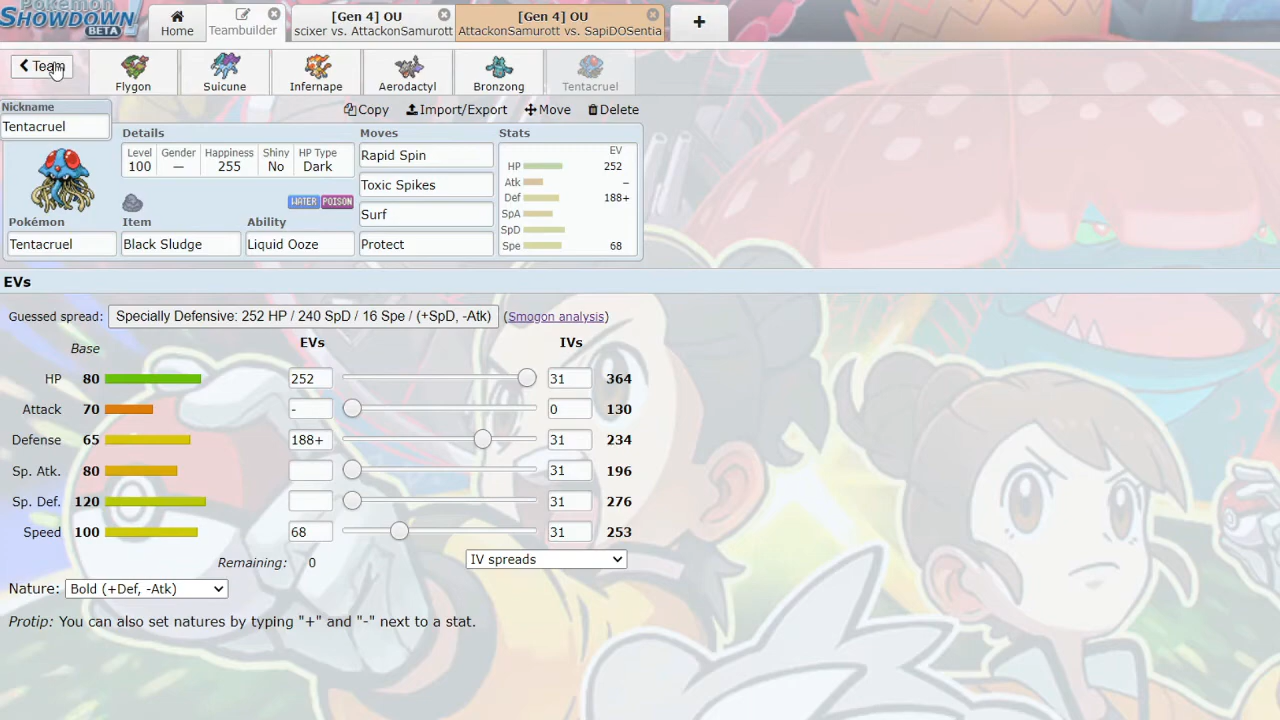 Pokémon
SHOWDOWN
BETA
Home
Teambuilder
[Gen 4] OU
scixer vs. AttackonSamurott
[Gen 4] OU
AttackonSamurott vs. SapiDOSentia
+
Team
Flygon
Suicune
Infernape
Aerodactyl
Bronzong
Tentacruel
Nickname
Tentacruel
Copy Import/Export Move Delete
Details
Level Gender Happiness Shiny HP Type
100 — 255 No Dark
WATER POISON
Pokémon
Tentacruel
Item
Black Sludge
Ability
Liquid Ooze
Moves
Rapid Spin
Toxic Spikes
Surf
Protect
Stats
EV
HP 252
Atk –
Def 188+
SpA
SpD
Spe 68
EVs
Guessed spread: Specially Defensive: 252 HP / 240 SpD / 16 Spe / (+SpD, -Atk) (Smogon analysis)
Base EVs IVs
HP 80 252 31 364
Attack 70 - 0 130
Defense 65 188+ 31 234
Sp. Atk. 80 31 196
Sp. Def. 120 31 276
Speed 100 68 31 253
Remaining: 0 IV spreads
Nature: Bold (+Def, -Atk)
Protip: You can also set natures by typing "+" and "-" next to a stat.